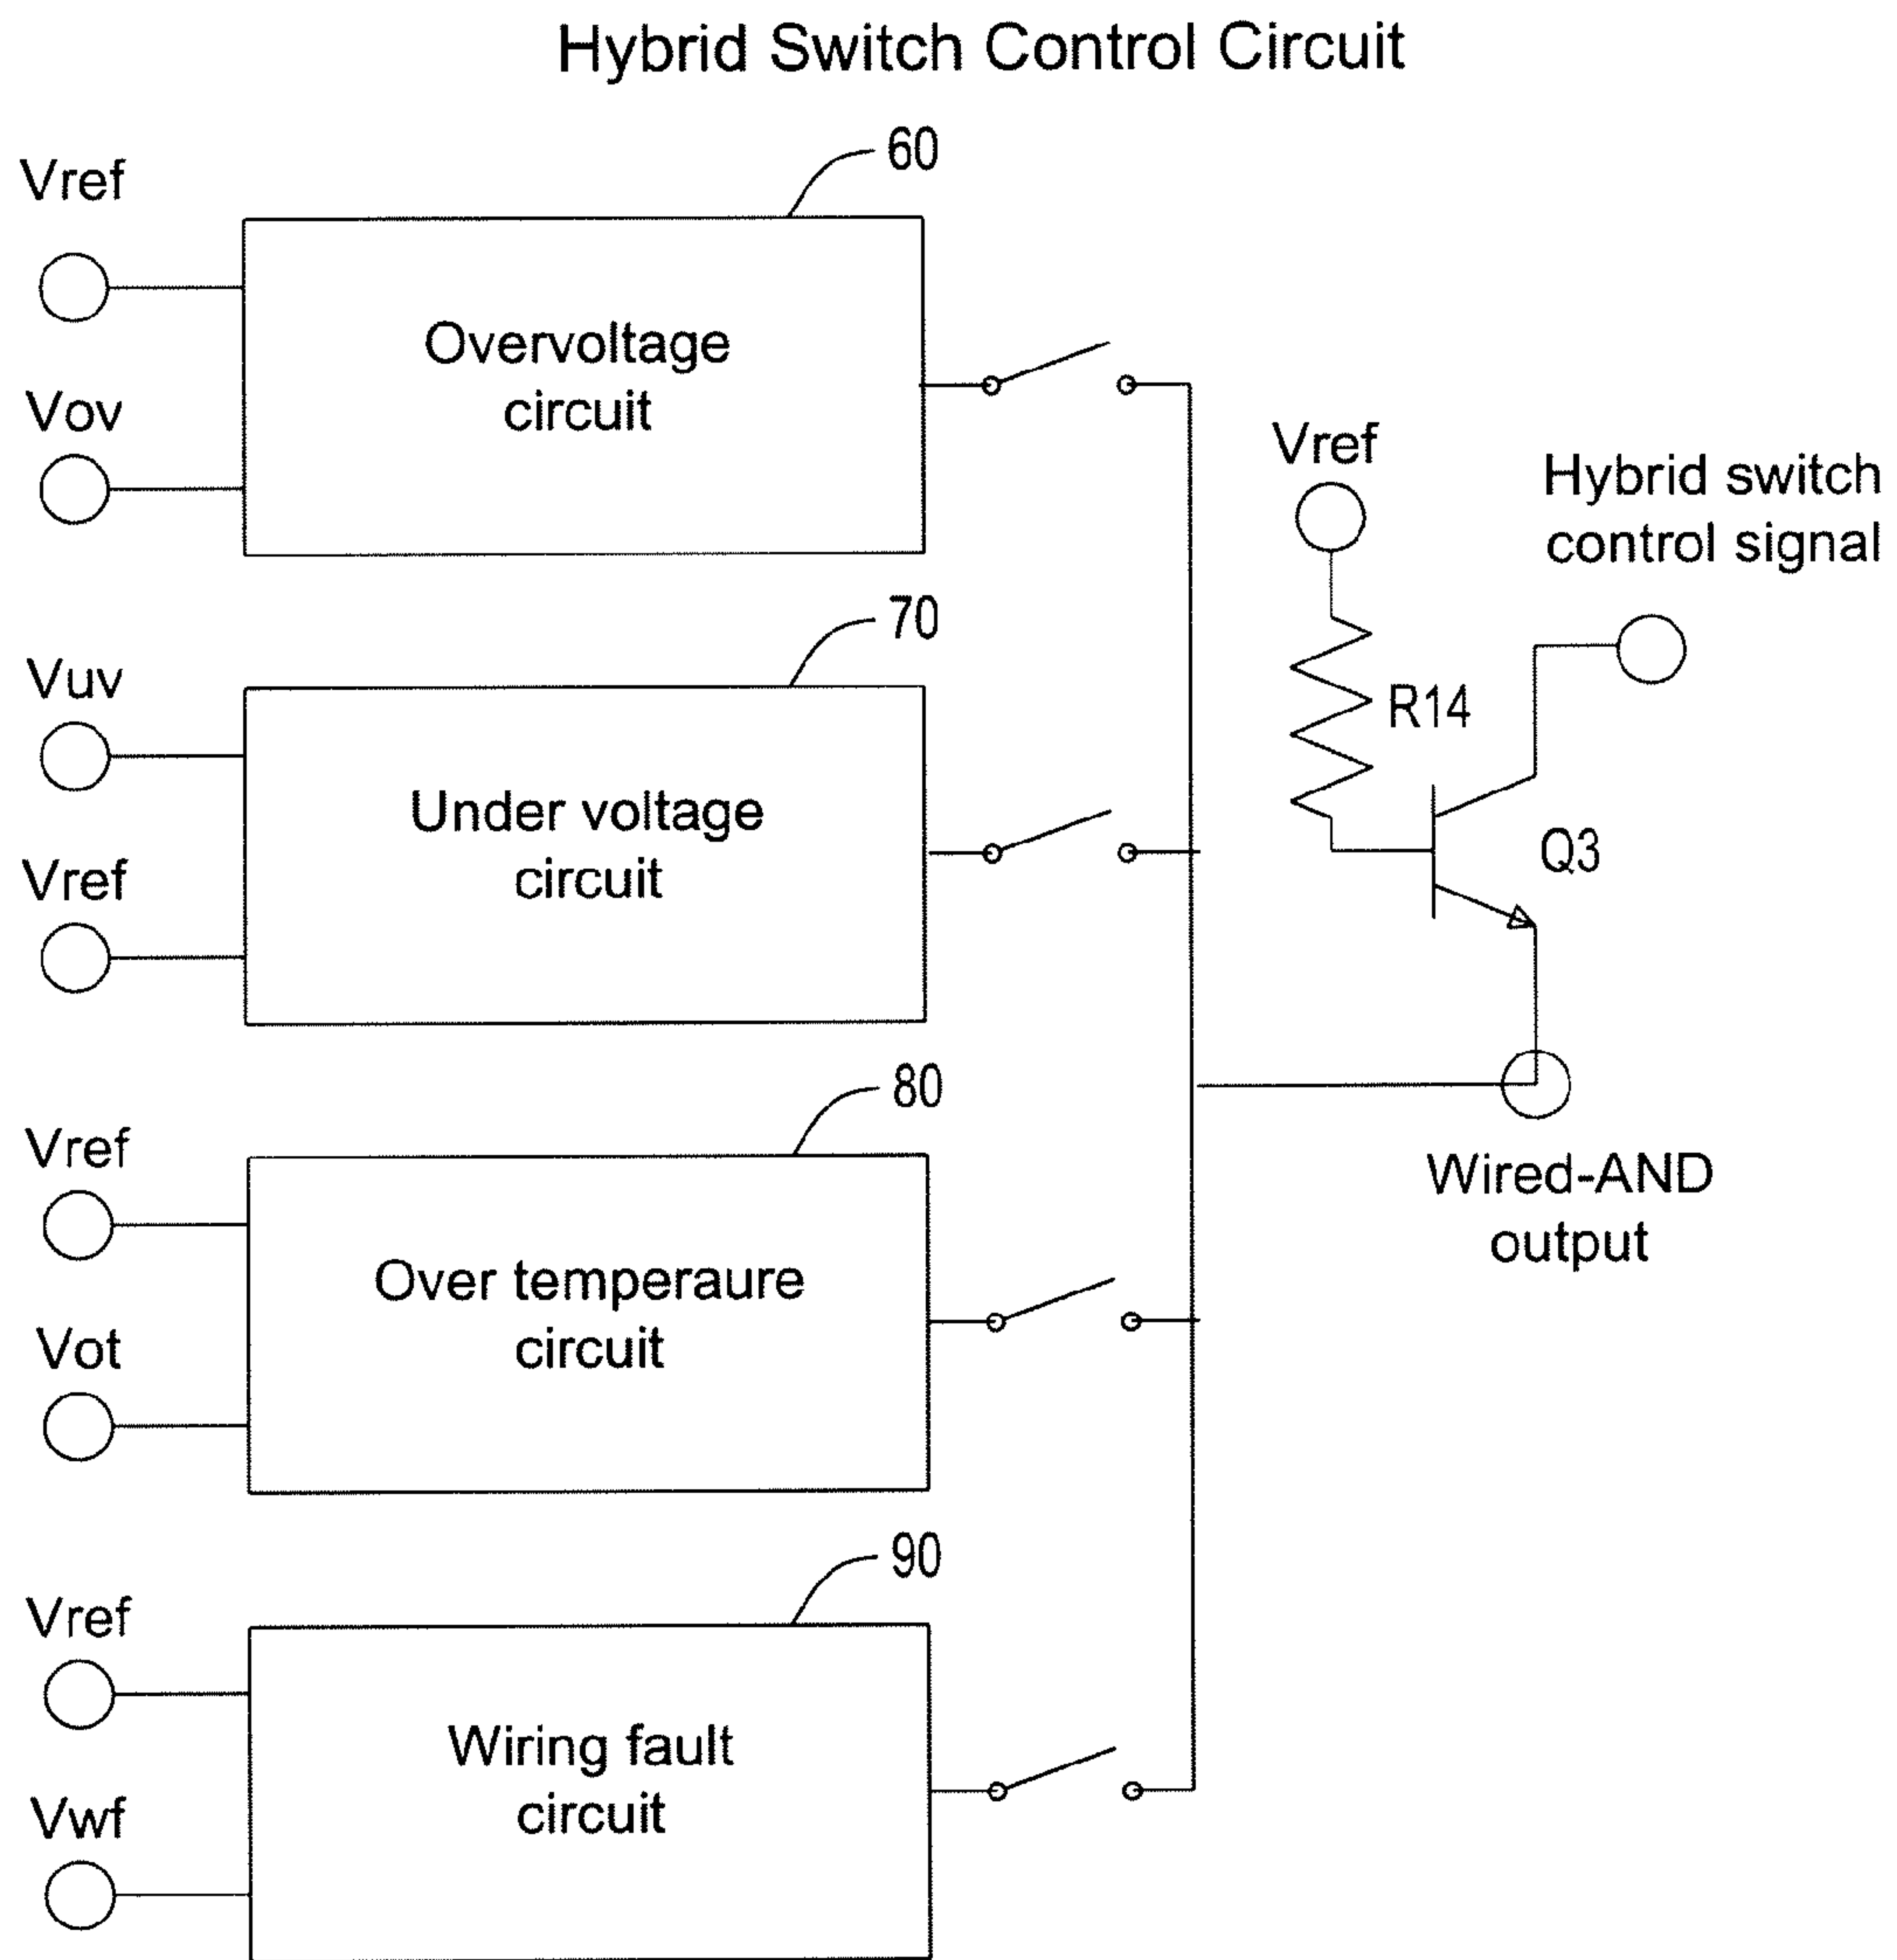 Hybrid Switch Control Circuit
60
Vref
Overvoltage
circuit
Vov
Vref
Hybrid switch
control signal
70
Vuv
R14
Under voltage
circuit
Q3
Vref
80
Vref
Wired-AND
output
Over temperaure
circuit
Vot
90
Vref
Wiring fault
circuit
Vwf